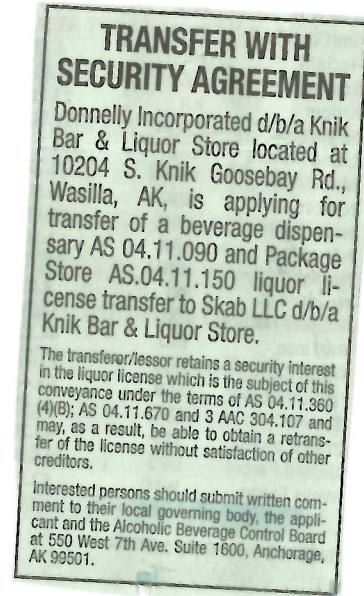 TRANSFER WITH
SECURITY AGREEMENT
Donnelly Incorporated d/b/a Knik
Bar & Liquor Store located at
10204 S. Knik Goosebay Rd.,
Wasilla, AK, is applying for
transfer of a beverage dispen-
sary AS 04.11.090 and Package
Store AS.04.11.150 liquor li-
cense transfer to Skab LLC d/b/a
Knik Bar & Liquor Store.
The transferor/lessor retains a security interest
in the liquor license which is the subject of this
conveyance under the terms of AS 04.11.360
(4)(B); AS 04.11.670 and 3 AAC 304.107 and
may, as a result, be able to obtain a retrans-
fer of the license without satisfaction of other
creditors.
Interested persons should submit written com-
ment to their local governing body, the appli-
cant and the Alcoholic Beverage Control Board
at 550 West 7th Ave. Suite 1600, Anchorage,
AK 99501.